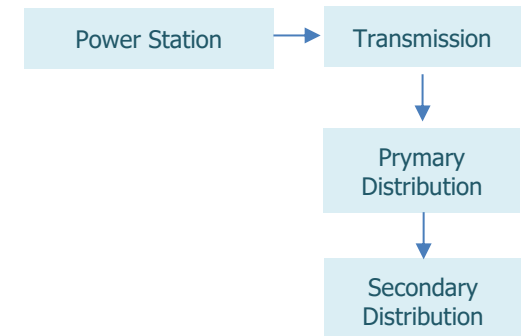 Power Station
Transmission
Prymary
Distribution
Secondary
Distribution